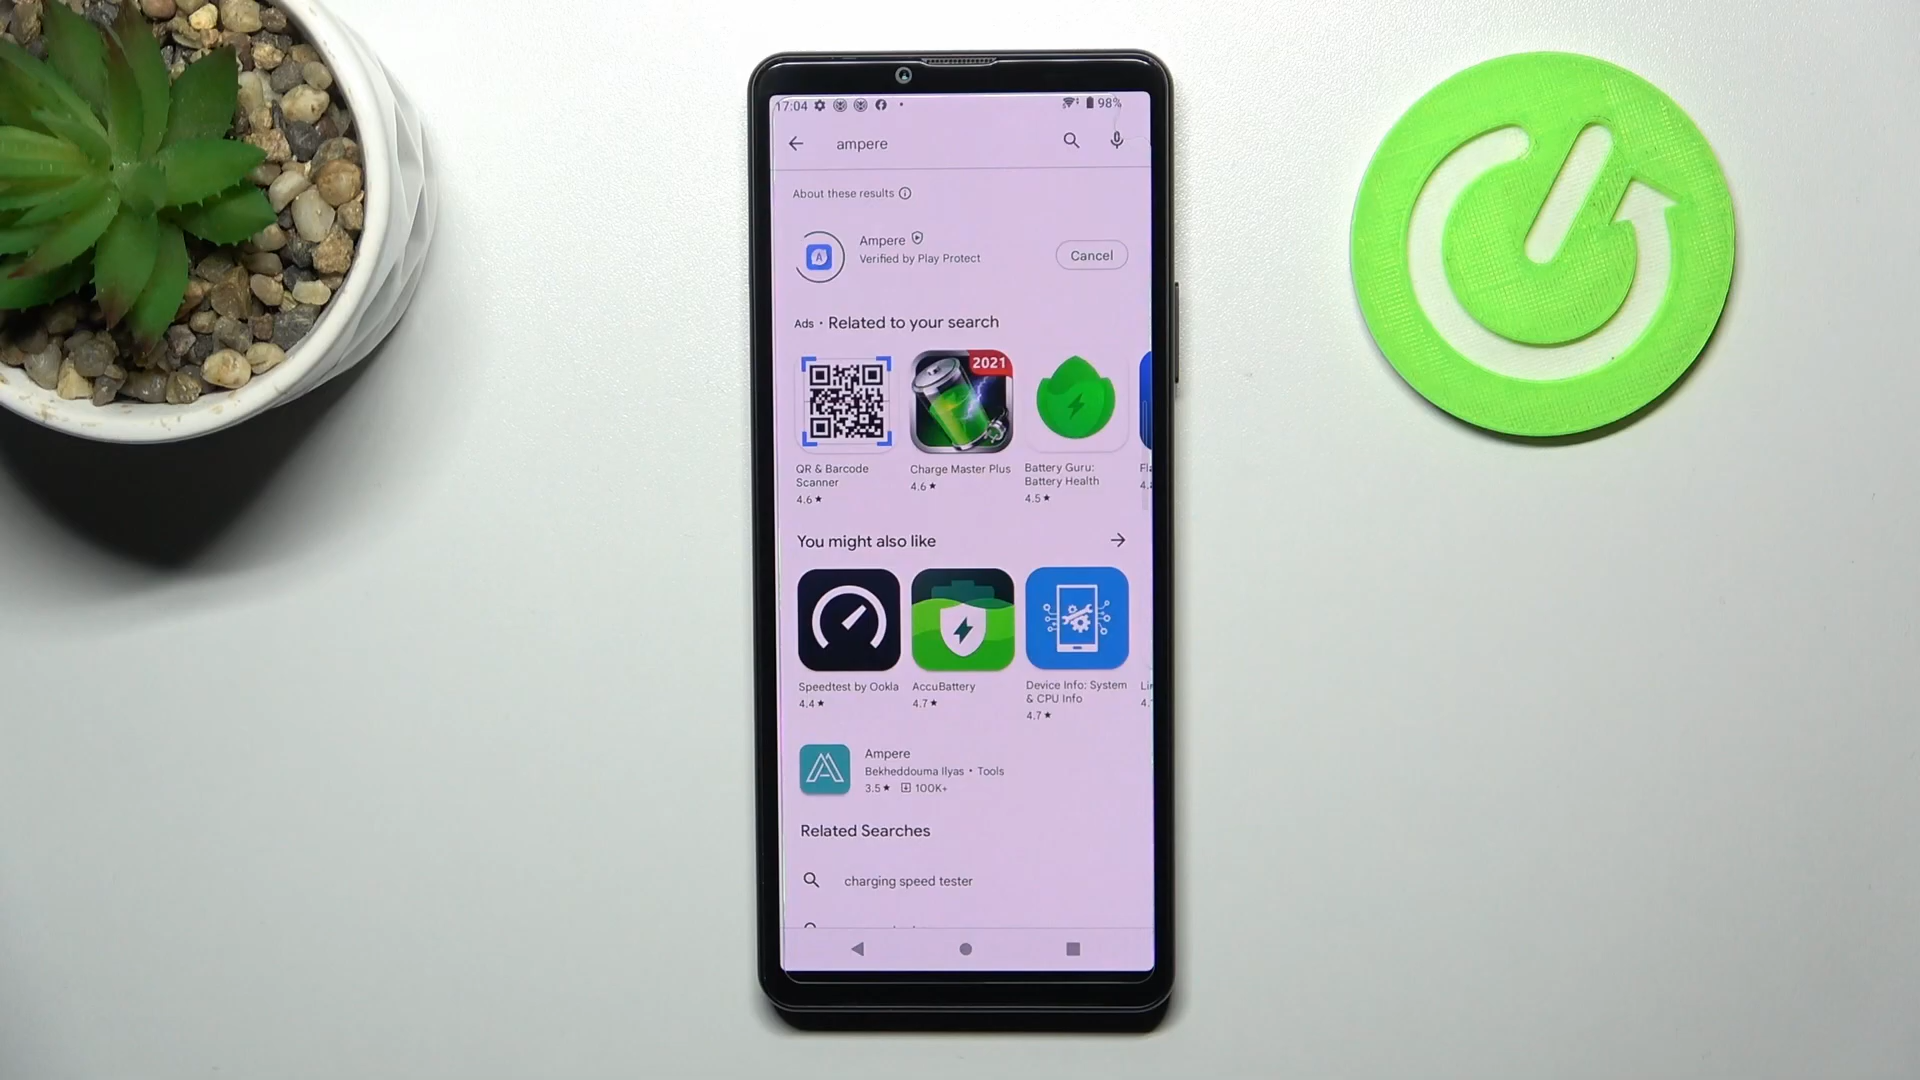 17:04
98%
ampere
About these results
Ampere
Verified by Play Protect
Cancel
Ads · Related to your search
2021
QR & Barcode
Scanner
4.6★
Charge Master Plus
4.6★
Battery Guru:
Battery Health
4.5★
You might also like
Speedtest by Ookla
4.4★
AccuBattery
4.7★
Device Info: System
& CPU Info
4.7★
Ampere
Bekheddouma Ilyas • Tools
3.5★ 100K+
Related Searches
charging speed tester